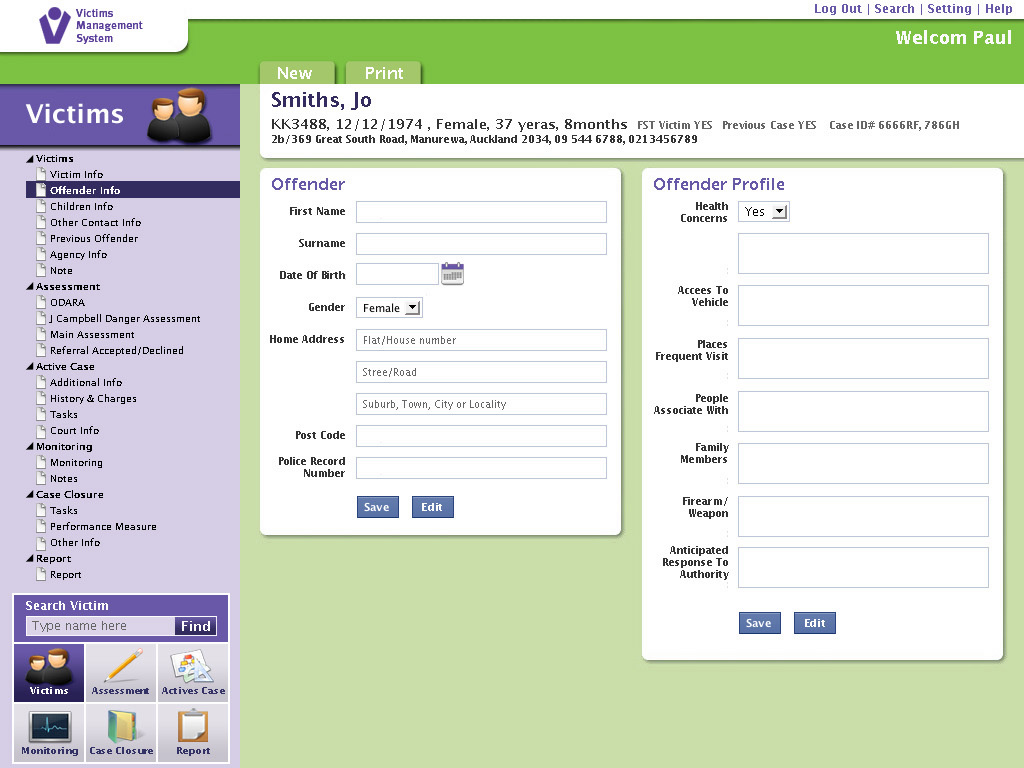 Victims
Management
System
Log Out | Search | Setting | Help
Welcom Paul
New
Print
Victims
Smiths, Jo
KK3488, 12/12/1974 , Female, 37 yeras, 8months FST Victim YES Previous Case YES Case ID# 6666RF, 786GH
2b/369 Great South Road, Manurewa, Auckland 2034, 09 544 6788, 0213456789
Victims
Victim Info
Offender Info
Children Info
Other Contact Info
Previous Offender
Agency Info
Note
Assessment
ODARA
J Campbell Danger Assessment
Main Assessment
Referral Accepted/Declined
Active Case
Additional Info
History & Charges
Tasks
Court Info
Monitoring
Monitoring
Notes
Case Closure
Tasks
Performance Measure
Other Info
Report
Report
Search Victim
Type name here
Find
Victims
Assessment
Actives Case
Monitoring
Case Closure
Report
Offender
First Name
Surname
Date Of Birth
Gender
Female
Home Address
Flat/House number
Stree/Road
Suburb, Town, City or Locality
Post Code
Police Record
Number
Save
Edit
Offender Profile
Health
Concerns
Yes
:
Accees To
Vehicle
:
Places
Frequent Visit
:
People
Associate With
:
Family
Members
:
Firearm/
Weapon
:
Anticipated
Response To
Authority
Save
Edit